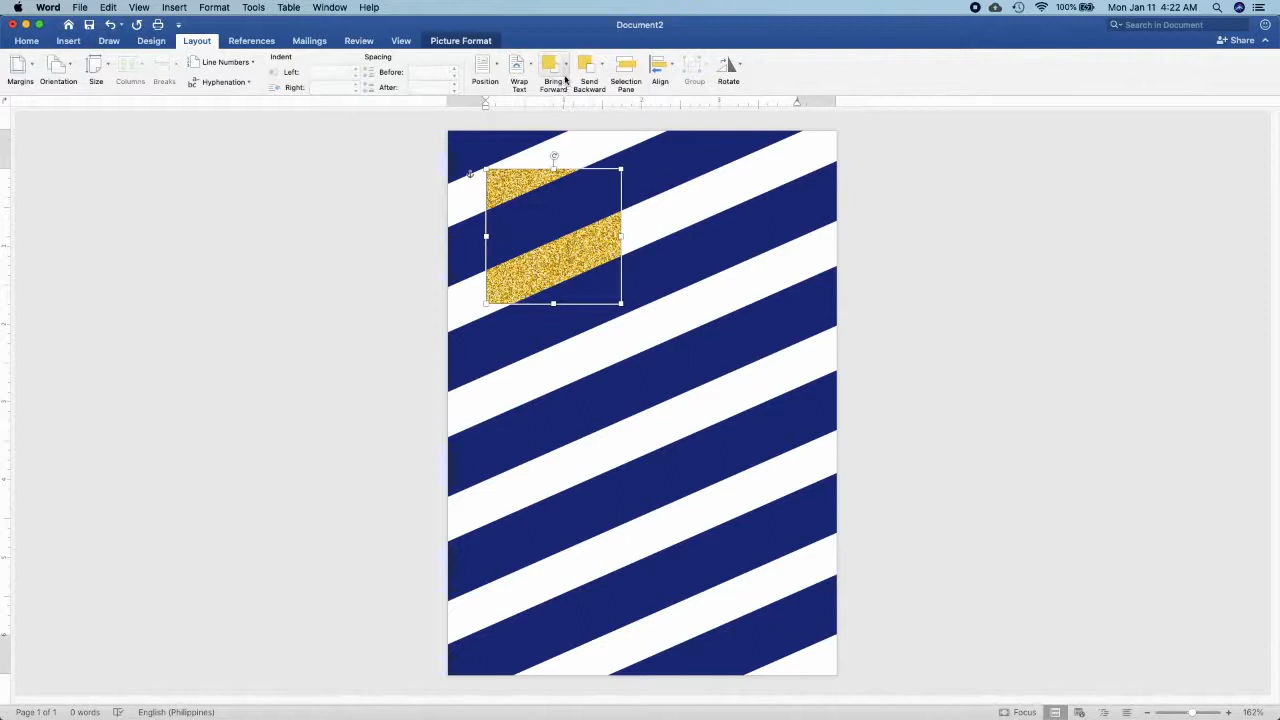 Word File Edit View Insert Format Tools Table Window Help 100% Mon Jan 11 4:22 AM
Document2 Search in Document
Home Insert Draw Design Layout References Mailings Review View Picture Format Share
Line Numbers Indent Spacing
Left: Before:
Margins Orientation Size Columns Breaks Hyphenation Right: After: Position Wrap Text Bring Forward Send Backward Selection Pane Align Group Rotate
Page 1 of 1 0 words English (Philippines) Focus 162%